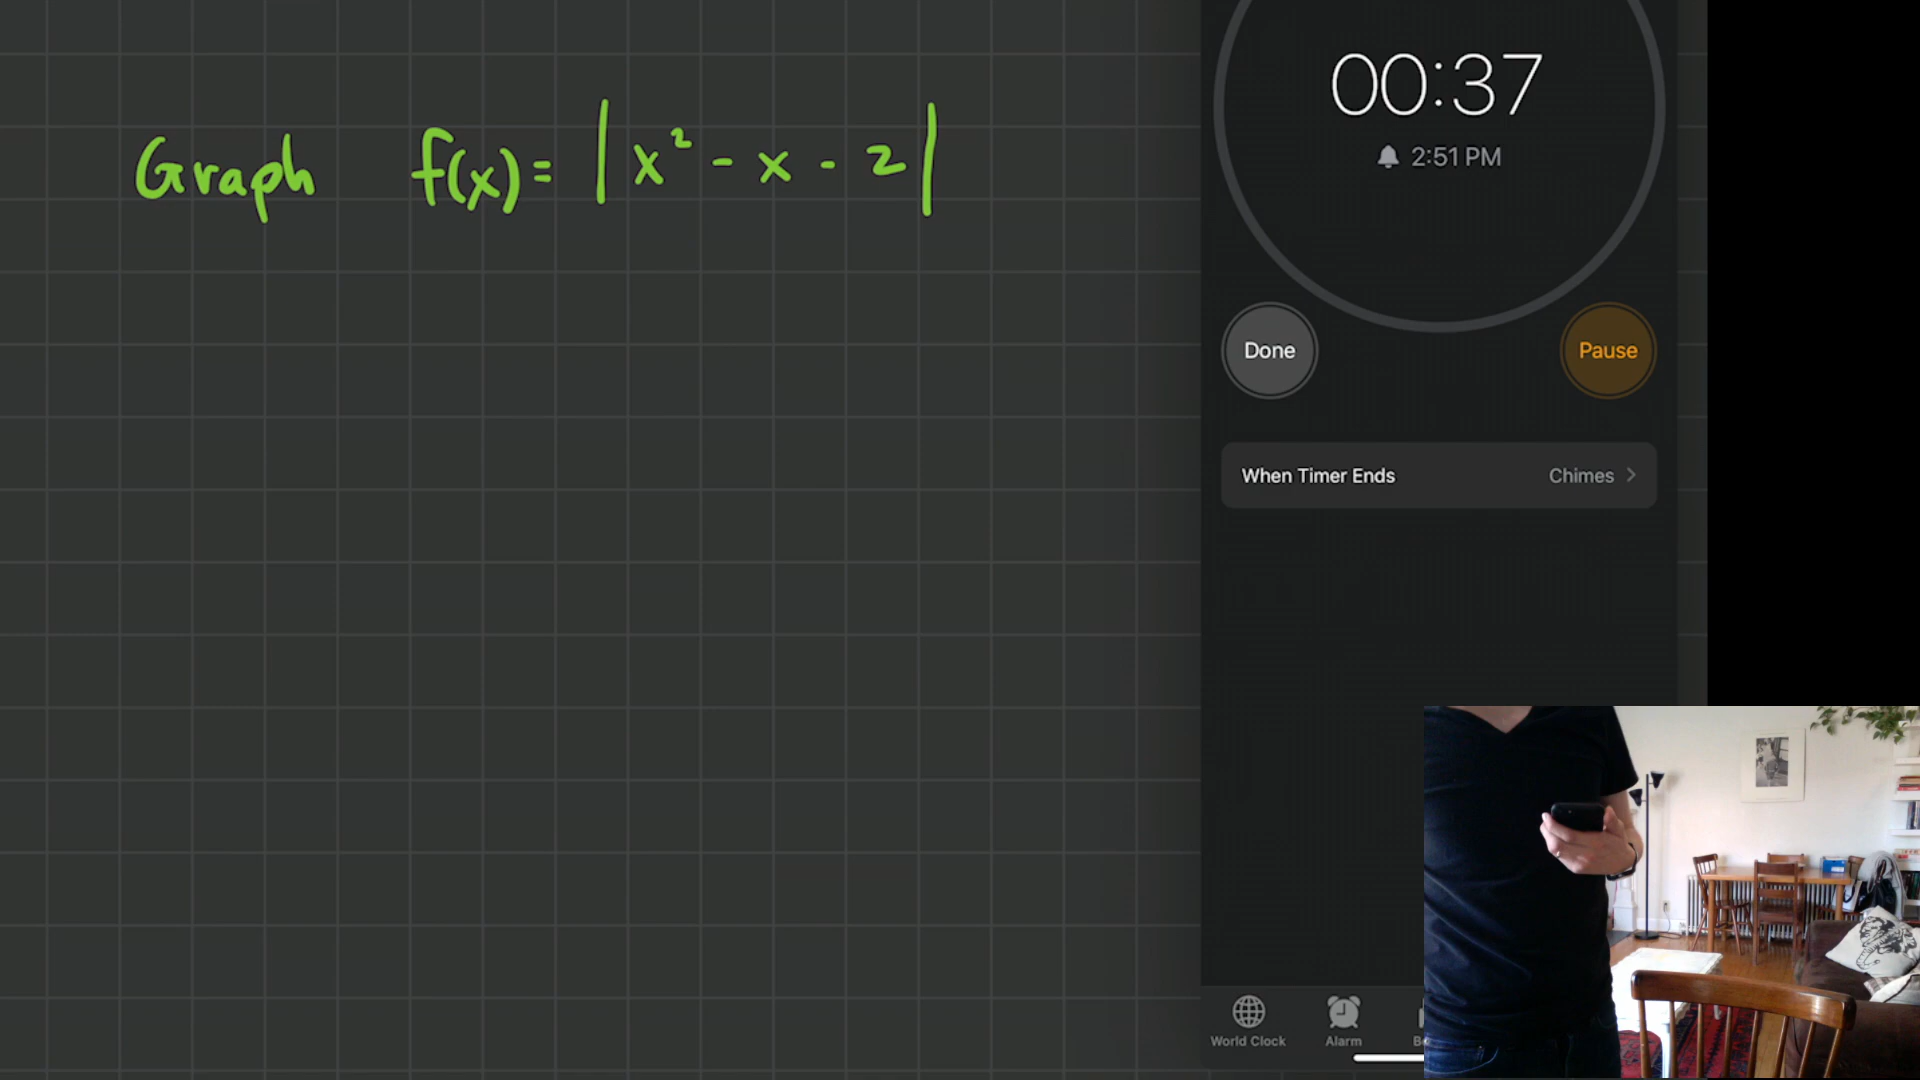 Graph f(x) = | x² - x - 2 |
00:37
2:51 PM
Done
Pause
When Timer Ends
Chimes
World Clock
Alarm